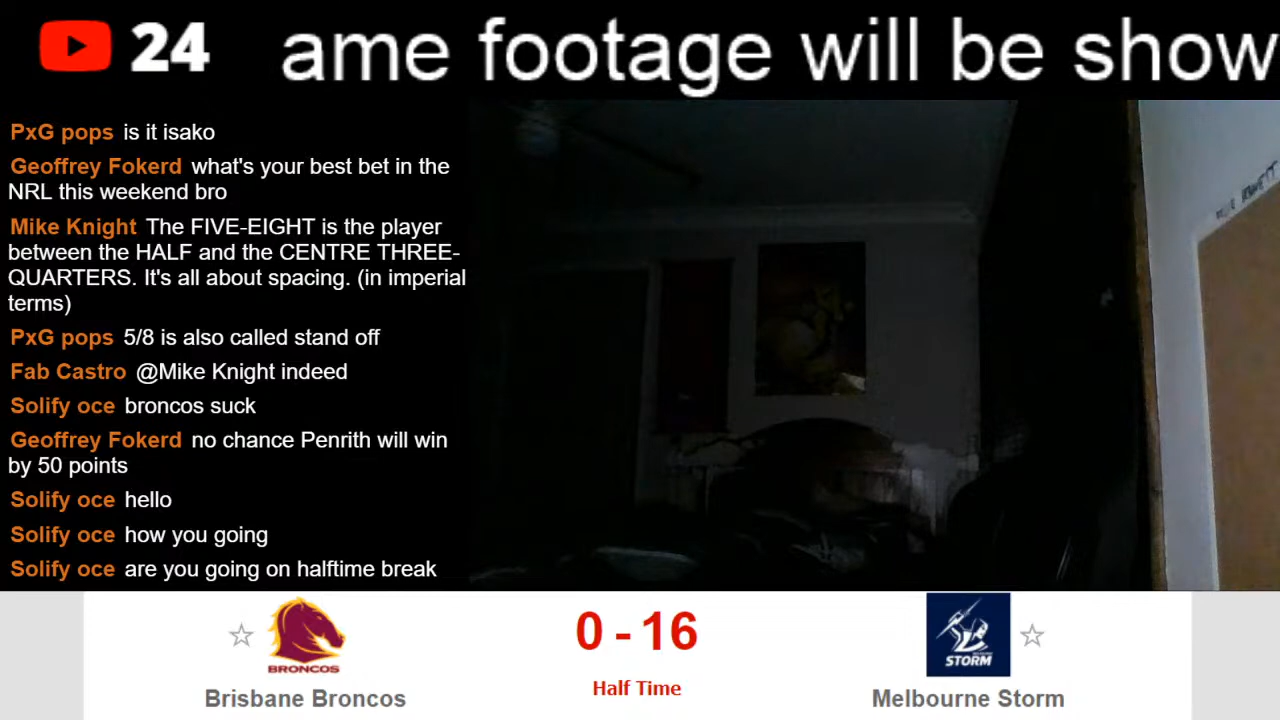 24
ame footage will be show
PxG pops is it isako
Geoffrey Fokerd what's your best bet in the
NRL this weekend bro
Mike Knight The FIVE-EIGHT is the player
between the HALF and the CENTRE THREE-
QUARTERS. It's all about spacing. (in imperial
terms)
PxG pops 5/8 is also called stand off
Fab Castro @Mike Knight indeed
Solify oce broncos suck
Geoffrey Fokerd no chance Penrith will win
by 50 points
Solify oce hello
Solify oce how you going
Solify oce are you going on halftime break
BRONCOS
Brisbane Broncos
0 - 16
Half Time
STORM
Melbourne Storm